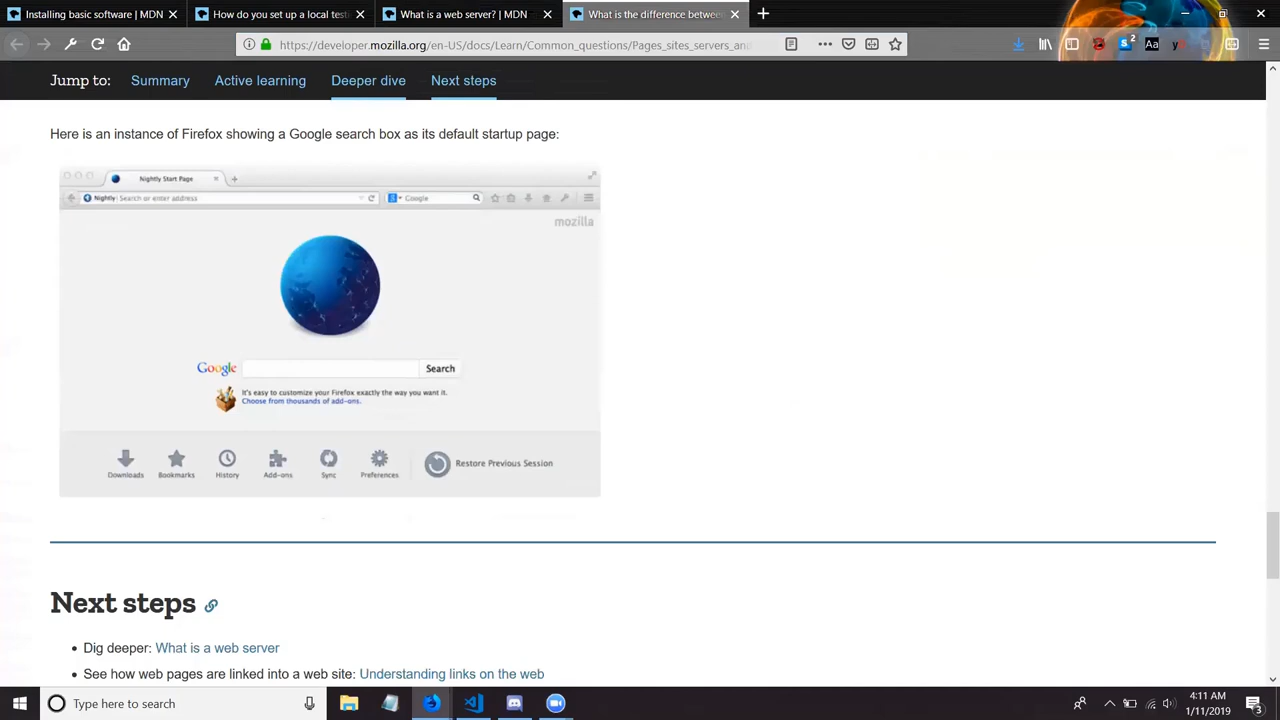 Installing basic software | MDN
How do you set up a local test
What is a web server? | MDN
What is the difference betwee
https://developer.mozilla.org/en-US/docs/Learn/Common_questions/Pages_sites_servers_an
2
Aa
Jump to:
Summary
Active learning
Deeper dive
Next steps
Here is an instance of Firefox showing a Google search box as its default startup page:
Nightly Start Page
Nightly
Search or enter address
Google
mozilla
Google
Search
It's easy to customize your Firefox exactly the way you want it.
Choose from thousands of add-ons.
Downloads
Bookmarks
History
Add-ons
Sync
Preferences
Restore Previous Session
Next steps
Dig deeper: What is a web server
See how web pages are linked into a web site: Understanding links on the web
Type here to search
4:11 AM
1/11/2019
3